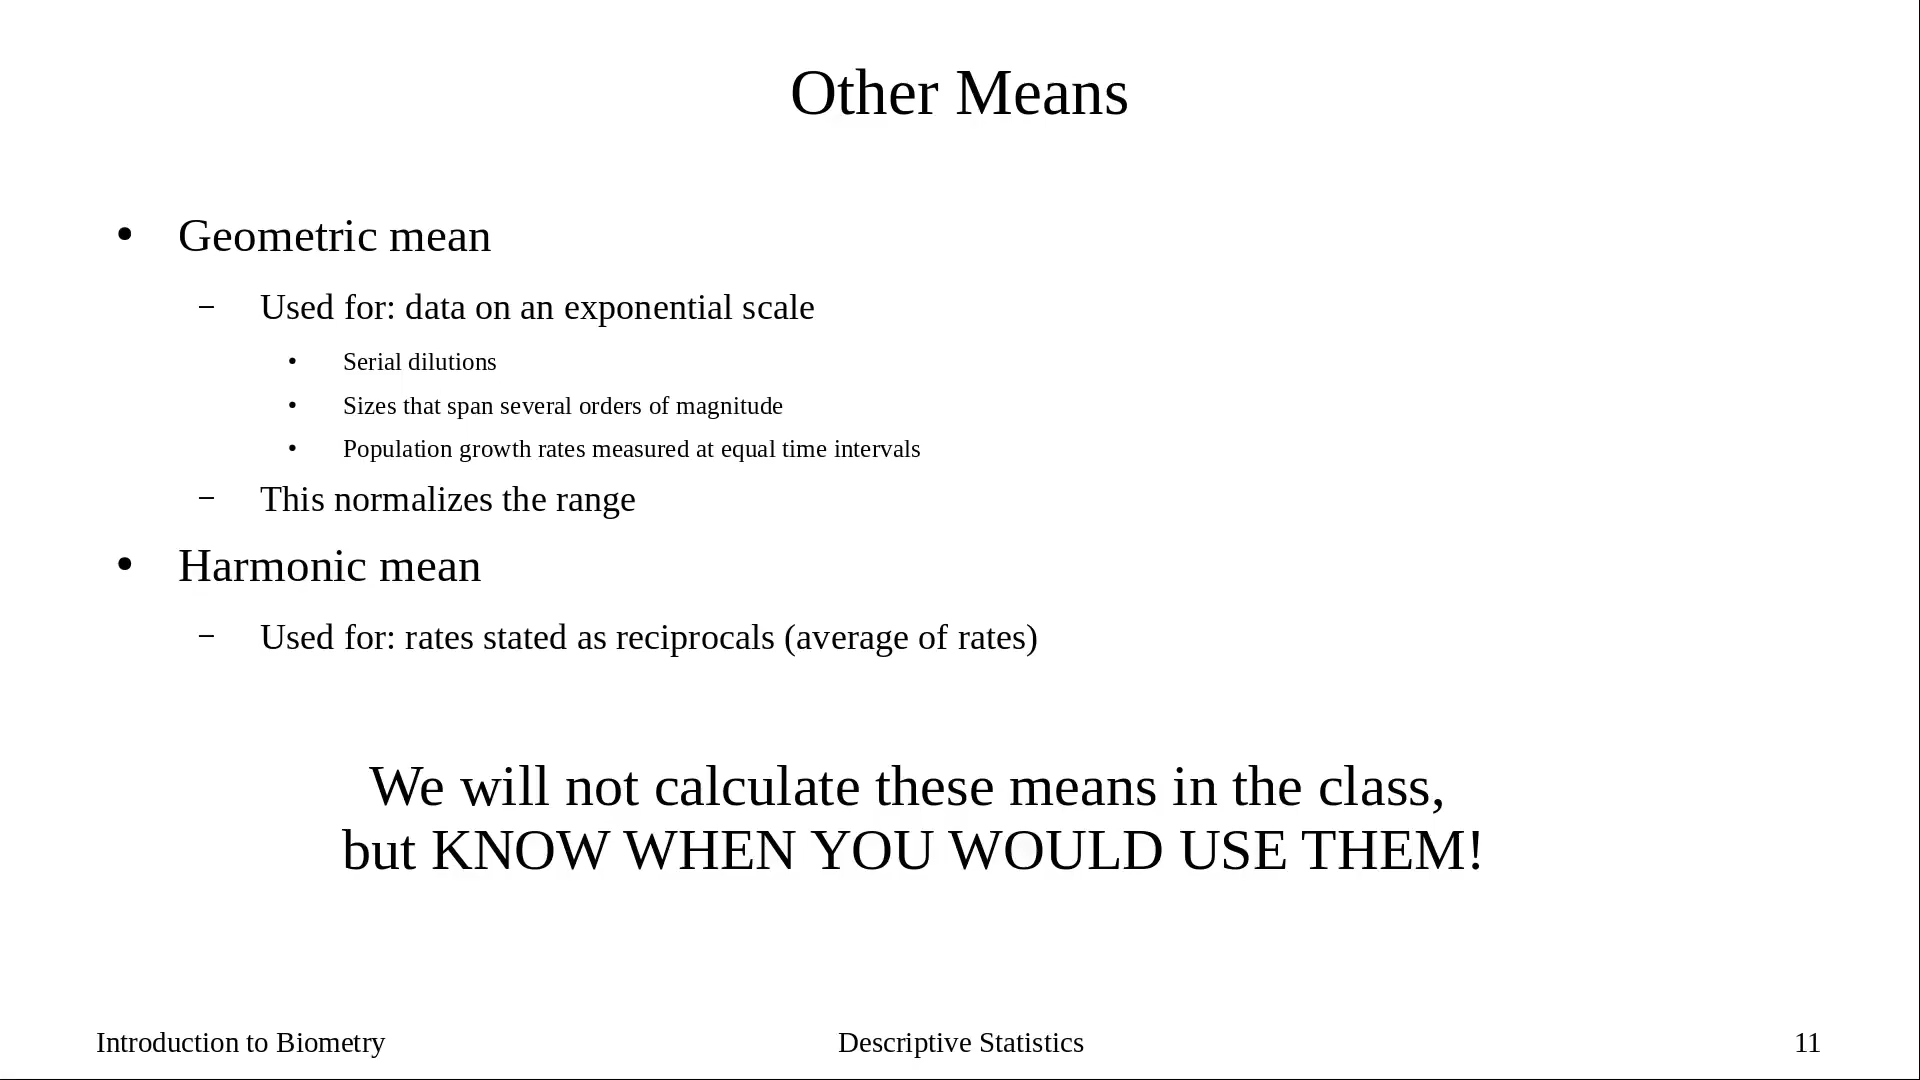 Other Means
• Geometric mean
– Used for: data on an exponential scale
• Serial dilutions
• Sizes that span several orders of magnitude
• Population growth rates measured at equal time intervals
– This normalizes the range
• Harmonic mean
– Used for: rates stated as reciprocals (average of rates)
We will not calculate these means in the class,
but KNOW WHEN YOU WOULD USE THEM!
Introduction to Biometry
Descriptive Statistics
11